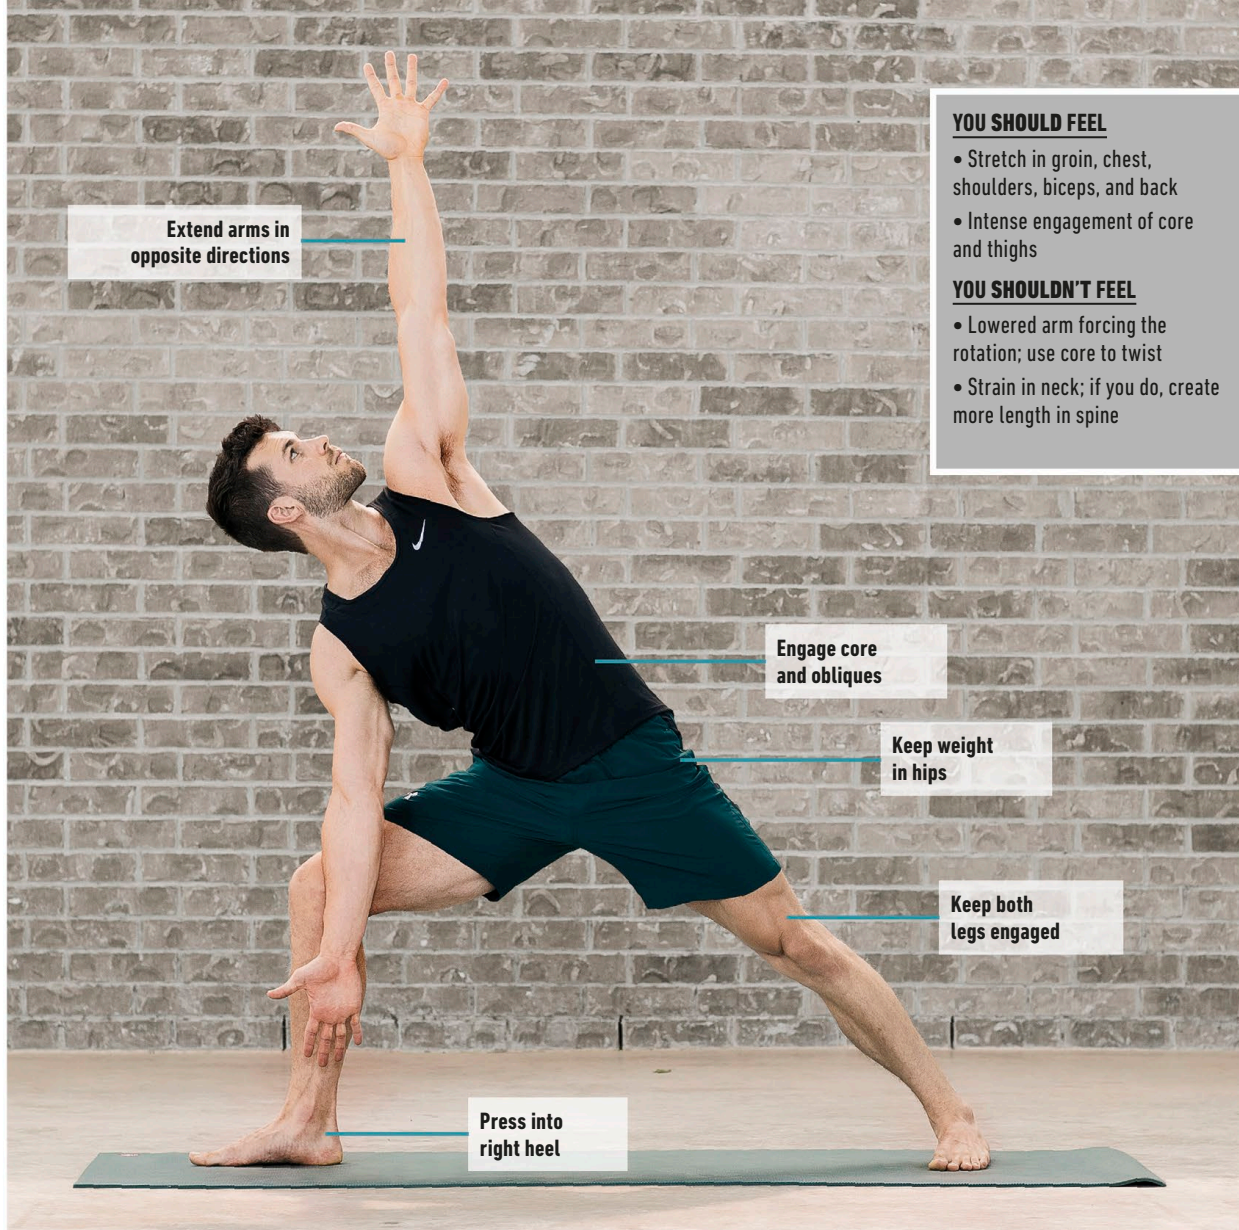 YOU SHOULD FEEL
• Stretch in groin, chest,
shoulders, biceps, and back
• Intense engagement of core
and thighs
YOU SHOULDN'T FEEL
• Lowered arm forcing the
rotation; use core to twist
• Strain in neck; if you do, create
more length in spine
Extend arms in
opposite directions
Engage core
and obliques
Keep weight
in hips
Keep both
legs engaged
Press into
right heel